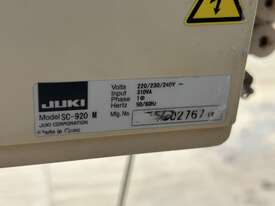 JUKI
Model SC-920 M
JUKI CORPORATION
Volts 220/230/240V ~
Input 310VA
Phase 1Φ
Hertz 50/60Hz
Mfg. No.